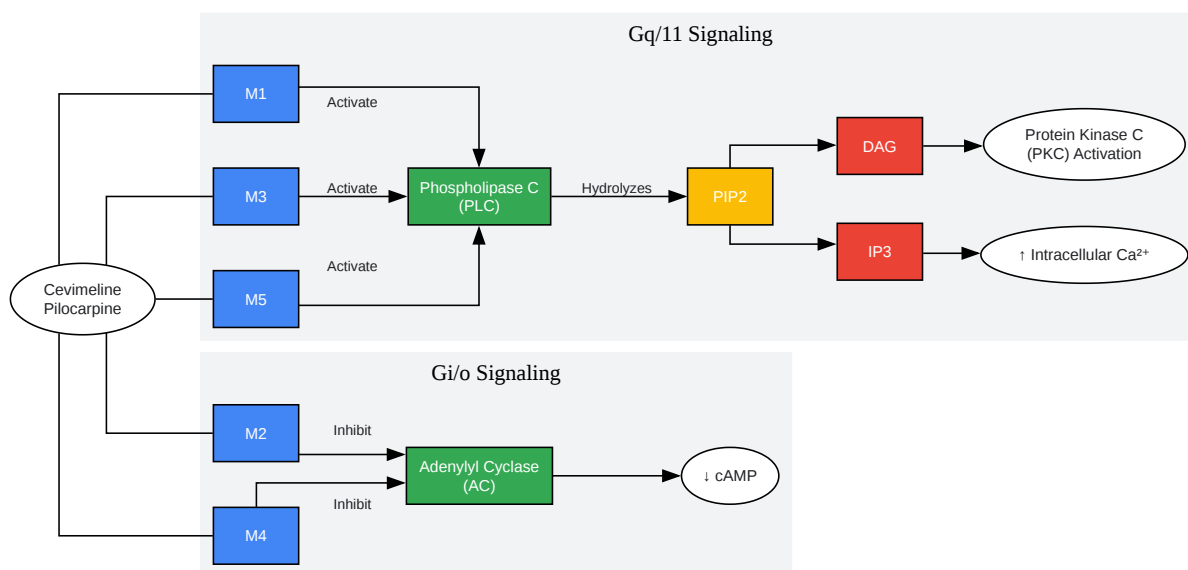 Gq/11 Signaling
M1
Activate
M3
Activate
Phospholipase C
(PLC)
Hydrolyzes
PIP2
DAG
Protein Kinase C
(PKC) Activation
IP3
↑ Intracellular Ca²⁺
Activate
M5
Cevimeline
Pilocarpine
Gi/o Signaling
M2
Inhibit
Adenylyl Cyclase
(AC)
↓ cAMP
Inhibit
M4